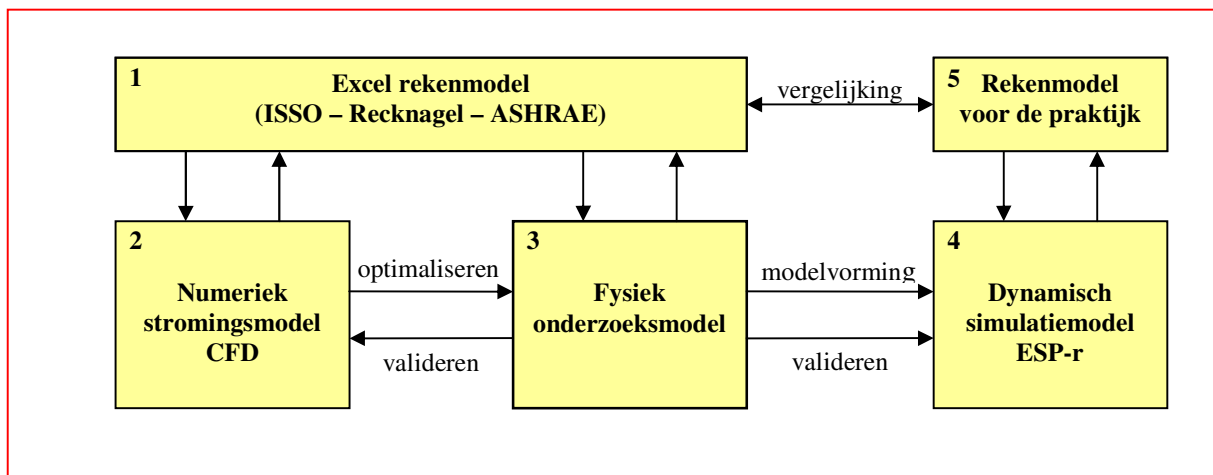 1
Excel rekenmodel
(ISSO – Recknagel – ASHRAE)
vergelijking
5
Rekenmodel
voor de praktijk
2
Numeriek
stromingsmodel
CFD
optimaliseren
valideren
3
Fysiek
onderzoeksmodel
modelvorming
valideren
4
Dynamisch
simulatiemodel
ESP-r